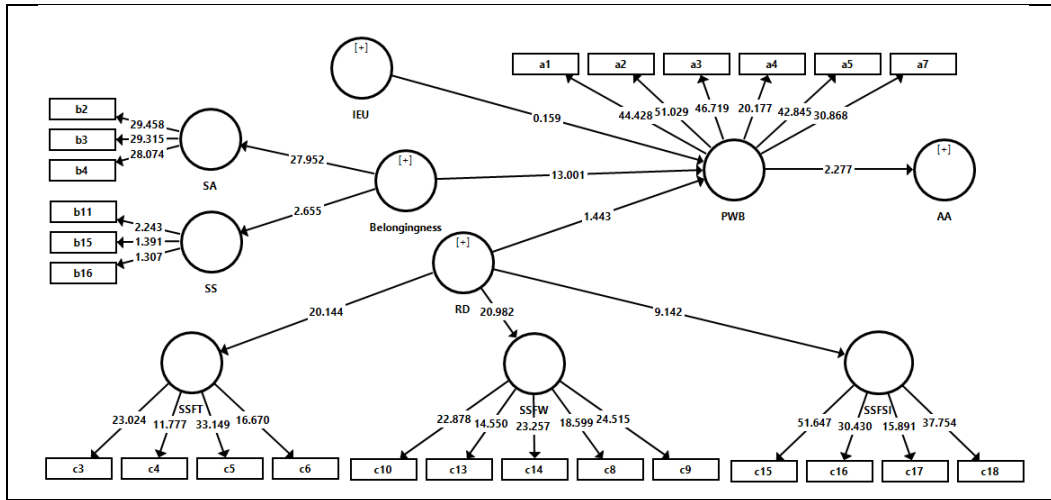 [+]
IEU
a1
a2
a3
a4
a5
a7
44.428
51.029
46.719
20.177
42.845
30.868
0.159
b2
b3
b4
29.458
29.315
28.074
SA
27.952
[+]
Belongingness
13.001
PWB
2.277
[+]
AA
b11
b15
b16
2.243
1.391
1.307
SS
2.655
1.443
[+]
RD
20.144
20.982
9.142
SSFT
SSFW
SSFSI
23.024
11.777
33.149
16.670
22.878
14.550
23.257
18.599
24.515
51.647
30.430
15.891
37.754
c3
c4
c5
c6
c10
c13
c14
c8
c9
c15
c16
c17
c18